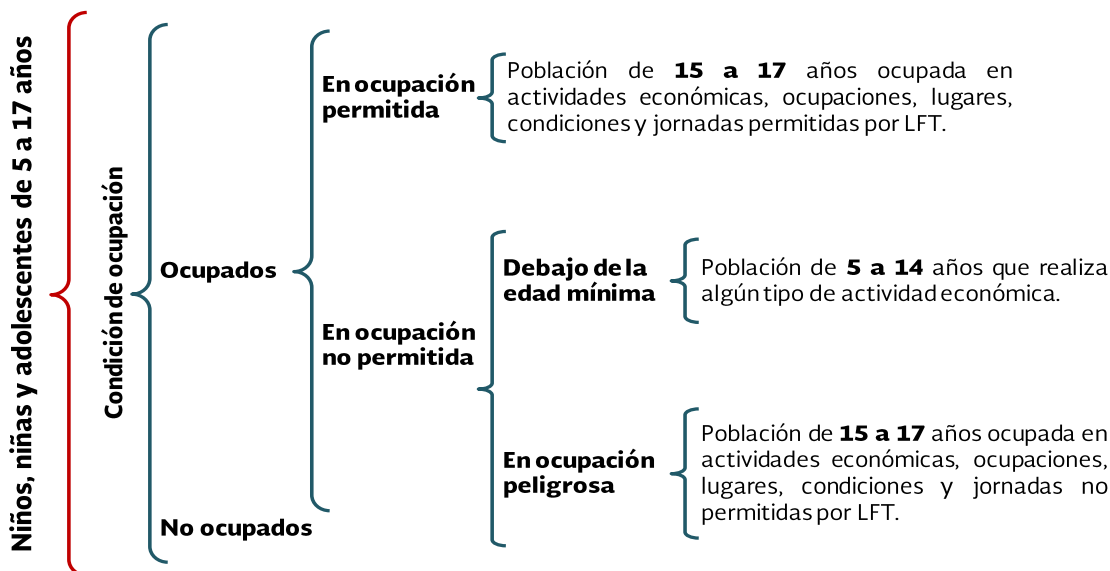 Niños, niñas y adolescentes de 5 a 17 años
Condición de ocupación
Ocupados
En ocupación
permitida
Población de 15 a 17 años ocupada en
actividades económicas, ocupaciones, lugares,
condiciones y jornadas permitidas por LFT.
En ocupación
no permitida
Debajo de la
edad mínima
Población de 5 a 14 años que realiza
algún tipo de actividad económica.
En ocupación
peligrosa
Población de 15 a 17 años ocupada en
actividades económicas, ocupaciones,
lugares, condiciones y jornadas no
permitidas por LFT.
No ocupados